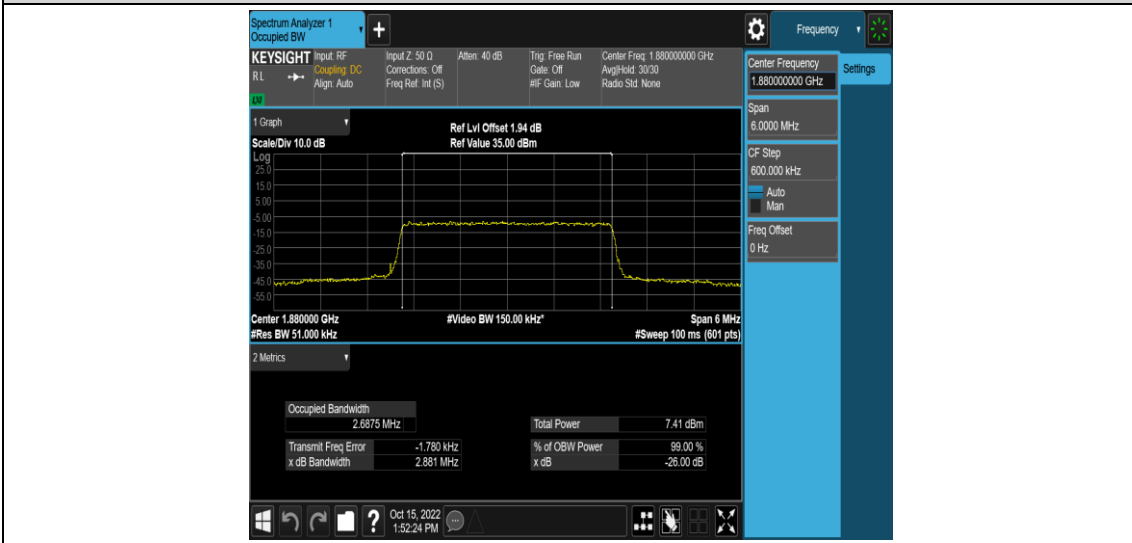 Spectrum Analyzer 1
Occupied BW
+
Frequency
KEYSIGHT
R L
Input: RF
Coupling: DC
Align: Auto
Input Z: 50 Ω
Corrections: Off
Freq Ref: Int (S)
Atten: 40 dB
Trig: Free Run
Gate: Off
#IF Gain: Low
Center Freq: 1.880000000 GHz
Avg|Hold: 30/30
Radio Std: None
Center Frequency
1.880000000 GHz
Settings
Span
6.0000 MHz
CF Step
600.000 kHz
Auto
Man
Freq Offset
0 Hz
1 Graph
Scale/Div 10.0 dB
Ref Lvl Offset 1.94 dB
Ref Value 35.00 dBm
Log
25.0
15.0
5.00
-5.00
-15.0
-25.0
-35.0
-45.0
-55.0
Center 1.880000 GHz
#Video BW 150.00 kHz*
Span 6 MHz
#Res BW 51.000 kHz
#Sweep 100 ms (601 pts)
2 Metrics
Occupied Bandwidth
2.6875 MHz
Total Power 7.41 dBm
Transmit Freq Error -1.780 kHz
% of OBW Power 99.00 %
x dB Bandwidth 2.881 MHz
x dB -26.00 dB
?
Oct 15, 2022
1:52:24 PM